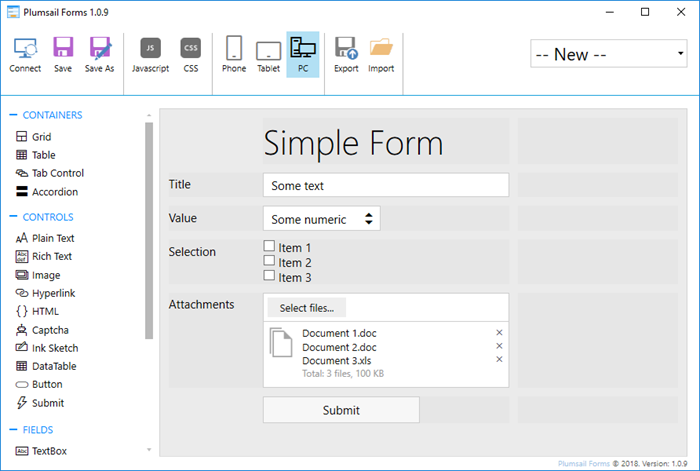 Plumsail Forms 1.0.9
Connect
Save
Save As
JS
Javascript
CSS
CSS
Phone
Tablet
PC
Export
Import
-- New --
CONTAINERS
Grid
Table
Tab Control
Accordion
CONTROLS
AA Plain Text
Abc def Rich Text
Image
Hyperlink
{ } HTML
Captcha
Ink Sketch
DataTable
Button
Submit
FIELDS
Abc TextBox
Simple Form
Title
Some text
Value
Some numeric
Selection
Item 1
Item 2
Item 3
Attachments
Select files...
Document 1.doc
Document 2.doc
Document 3.xls
Total: 3 files, 100 KB
Submit
Plumsail Forms © 2018. Version: 1.0.9